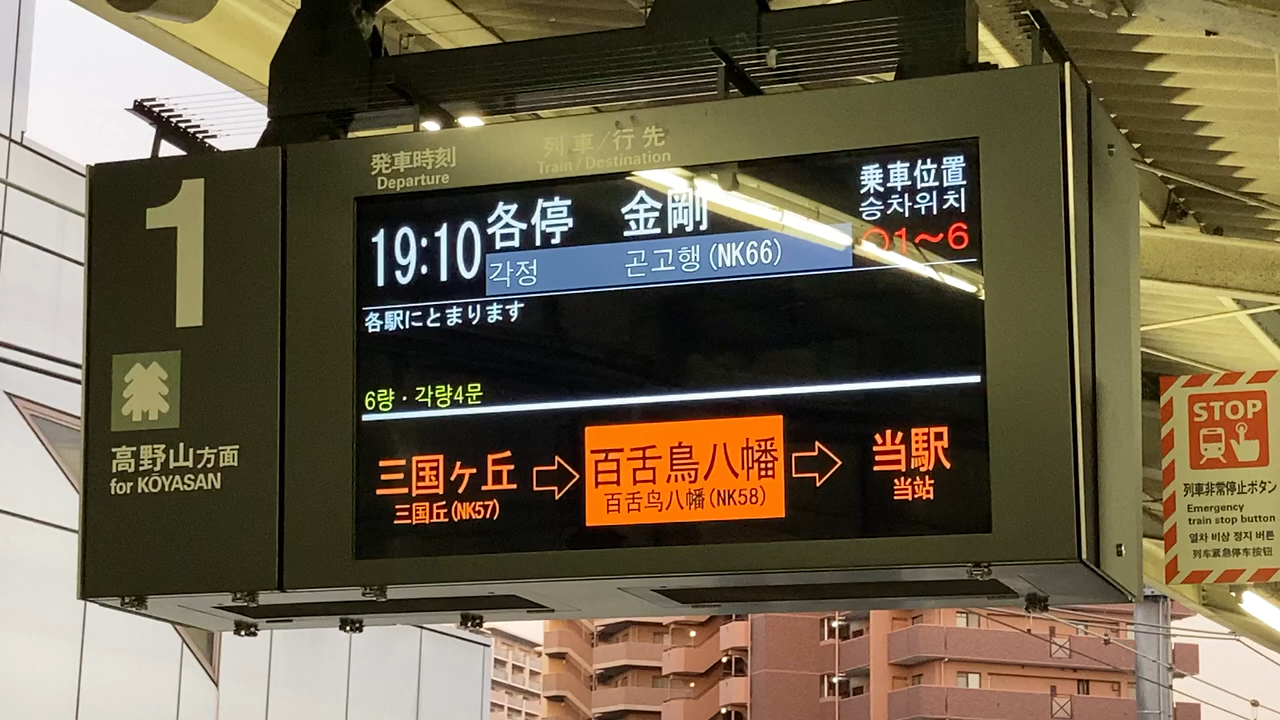 1
高野山方面
for KŌYASAN
発車時刻
Departure
列車/行先
Train/Destination
19:10 各停 金剛
각정 곤고행 (NK66)
乗車位置
승차위치
○1~6
各駅にとまります
6량・각량4문
三国ヶ丘 ⇨ 百舌鳥八幡 ⇨ 当駅
三国丘(NK57) 百舌鸟八幡(NK58) 当站
STOP
列車非常停止ボタン
Emergency
train stop button
열차 비상 정지 버튼
列车紧急停车按钮